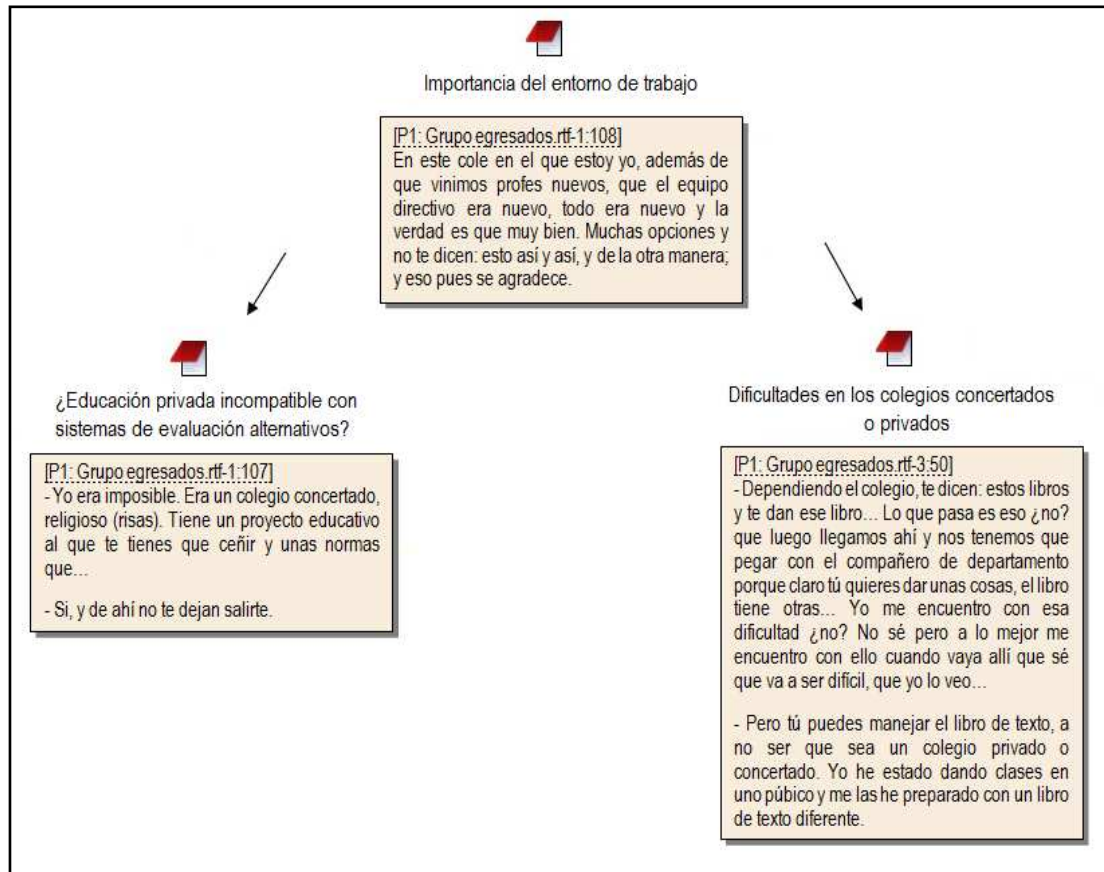 Importancia del entorno de trabajo
[P1: Grupo egresados.rtf-1:108]
En este cole en el que estoy yo, además de
que vinimos profes nuevos, que el equipo
directivo era nuevo, todo era nuevo y la
verdad es que muy bien. Muchas opciones y
no te dicen: esto así y así, y de la otra manera;
y eso pues se agradece.
¿Educación privada incompatible con
sistemas de evaluación alternativos?
[P1: Grupo egresados.rtf-1:107]
- Yo era imposible. Era un colegio concertado,
religioso (risas). Tiene un proyecto educativo
al que te tienes que ceñir y unas normas
que…
- Si, y de ahí no te dejan salirte.
Dificultades en los colegios concertados
o privados
[P1: Grupo egresados.rtf-3:50]
- Dependiendo el colegio, te dicen: estos libros
y te dan ese libro… Lo que pasa es eso ¿no?
que luego llegamos ahí y nos tenemos que
pegar con el compañero de departamento
porque claro tú quieres dar unas cosas, el libro
tiene otras… Yo me encuentro con esa
dificultad ¿no? No sé pero a lo mejor me
encuentro con ello cuando vaya allí que sé
que va a ser difícil, que yo lo veo…
- Pero tú puedes manejar el libro de texto, a
no ser que sea un colegio privado o
concertado. Yo he estado dando clases en
uno púbico y me las he preparado con un libro
de texto diferente.